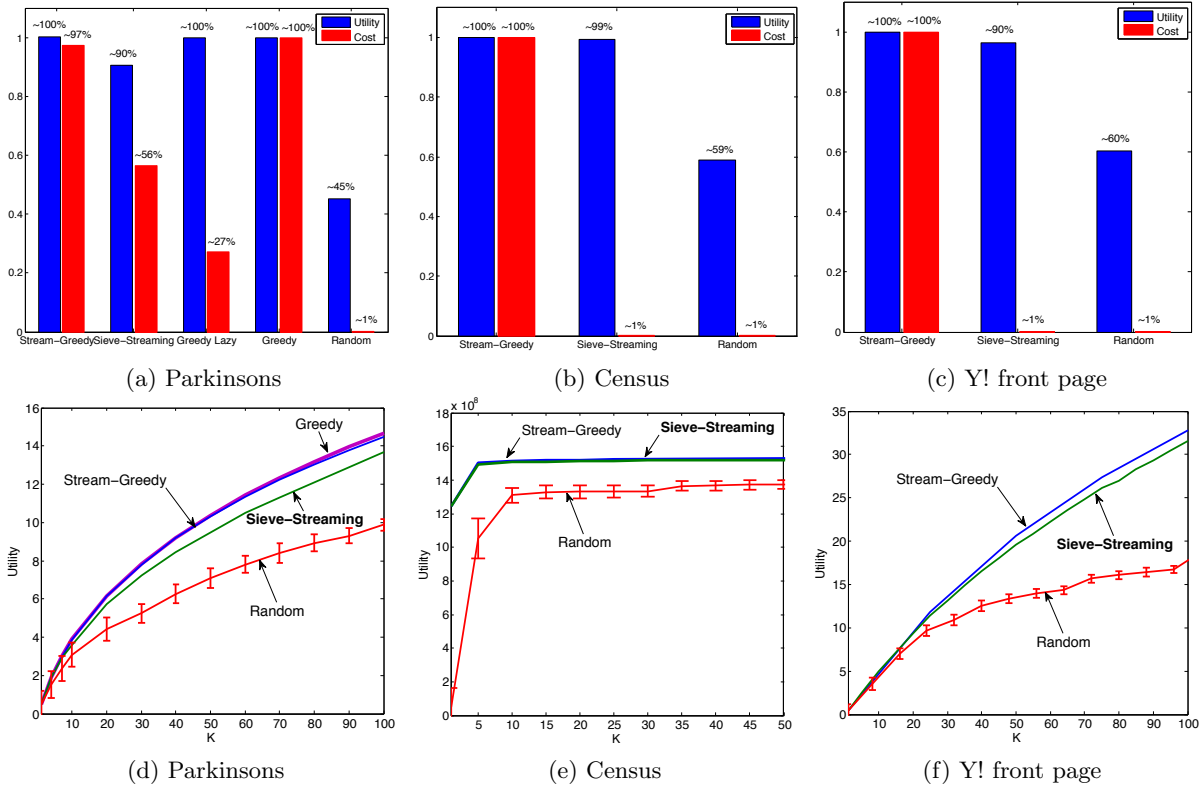 ~100%
~97%
~90%
~56%
~100%
~27%
~100%
~100%
~45%
~1%
Utility
Cost
1
0.8
0.6
0.4
0.2
0
Stream-Greedy Sieve-Streaming Greedy Lazy Greedy Random
(a) Parkinsons
~100%
~100%
~99%
~1%
~59%
~1%
Utility
Cost
1
0.8
0.6
0.4
0.2
0
Stream-Greedy Sieve-Streaming Random
(b) Census
~100%
~100%
~90%
~1%
~60%
~1%
Utility
Cost
1
0.8
0.6
0.4
0.2
0
Stream-Greedy Sieve-Streaming Random
(c) Y! front page
16
14
12
10
8
6
4
2
0
Utility
Greedy
Stream-Greedy
Sieve-Streaming
Random
10 20 30 40 50 60 70 80 90 100
K
(d) Parkinsons
x 10^8
18
16
14
12
10
8
6
4
2
0
Utility
Stream-Greedy
Sieve-Streaming
Random
5 10 15 20 25 30 35 40 45 50
K
(e) Census
35
30
25
20
15
10
5
0
Utility
Stream-Greedy
Sieve-Streaming
Random
10 20 30 40 50 60 70 80 90 100
K
(f) Y! front page